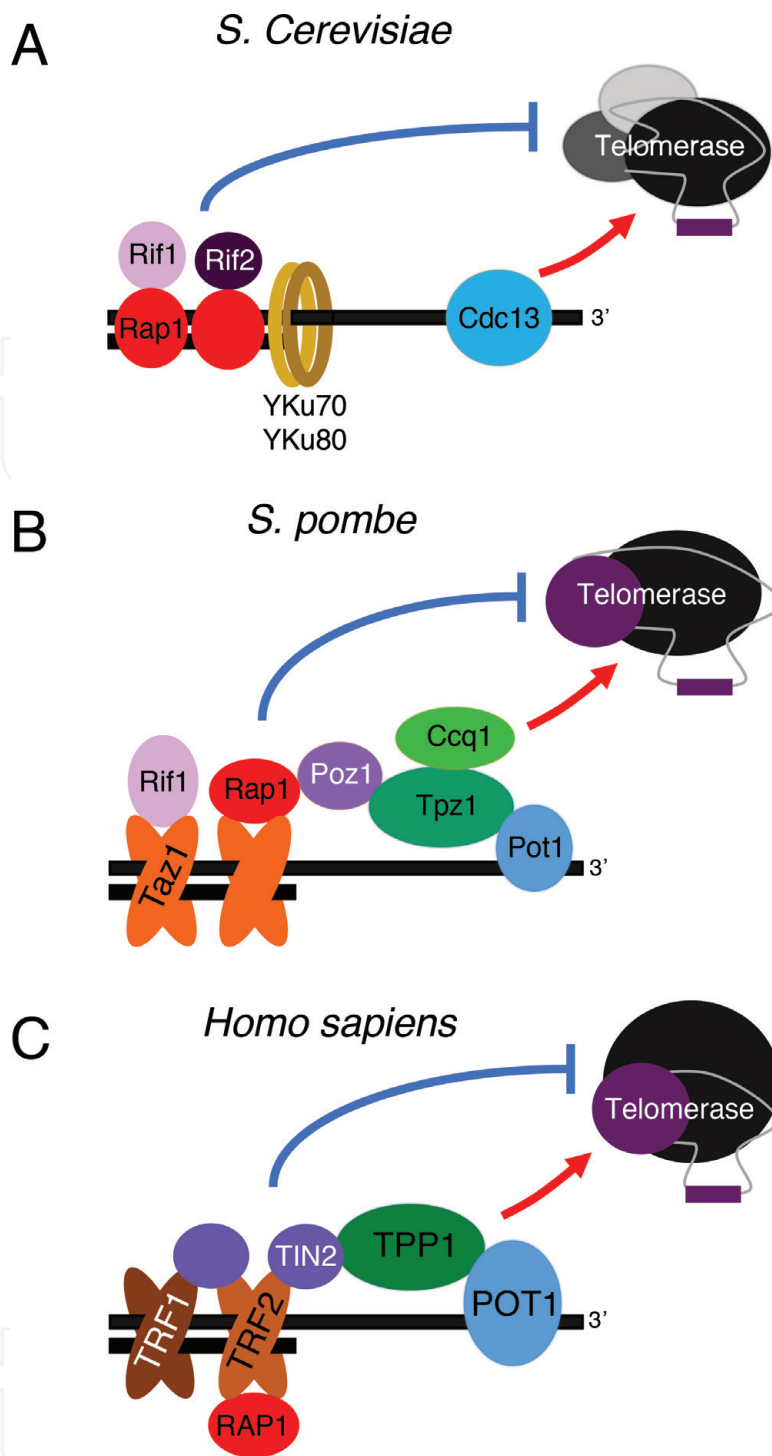 A
S. Cerevisiae
Telomerase
Rif1
Rif2
Rap1
Cdc13
3’
YKu70
YKu80
B
S. pombe
Telomerase
Ccq1
Rif1
Rap1
Poz1
Tpz1
Pot1
Taz1
3’
C
Homo sapiens
Telomerase
TIN2
TPP1
POT1
TRF1
TRF2
3’
RAP1